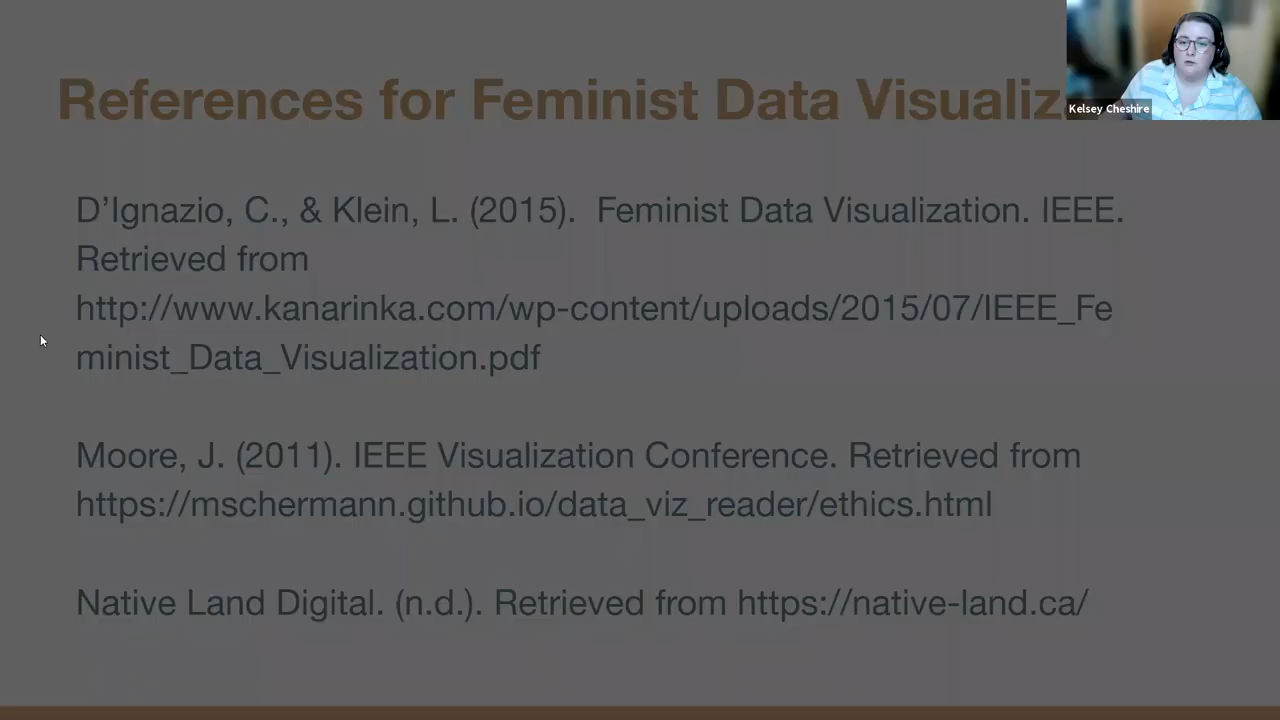 References for Feminist Data Visualiz
Kelsey Cheshire
D’Ignazio, C., & Klein, L. (2015).  Feminist Data Visualization. IEEE.
Retrieved from
http://www.kanarinka.com/wp-content/uploads/2015/07/IEEE_Fe
minist_Data_Visualization.pdf
Moore, J. (2011). IEEE Visualization Conference. Retrieved from
https://mschermann.github.io/data_viz_reader/ethics.html
Native Land Digital. (n.d.). Retrieved from https://native-land.ca/